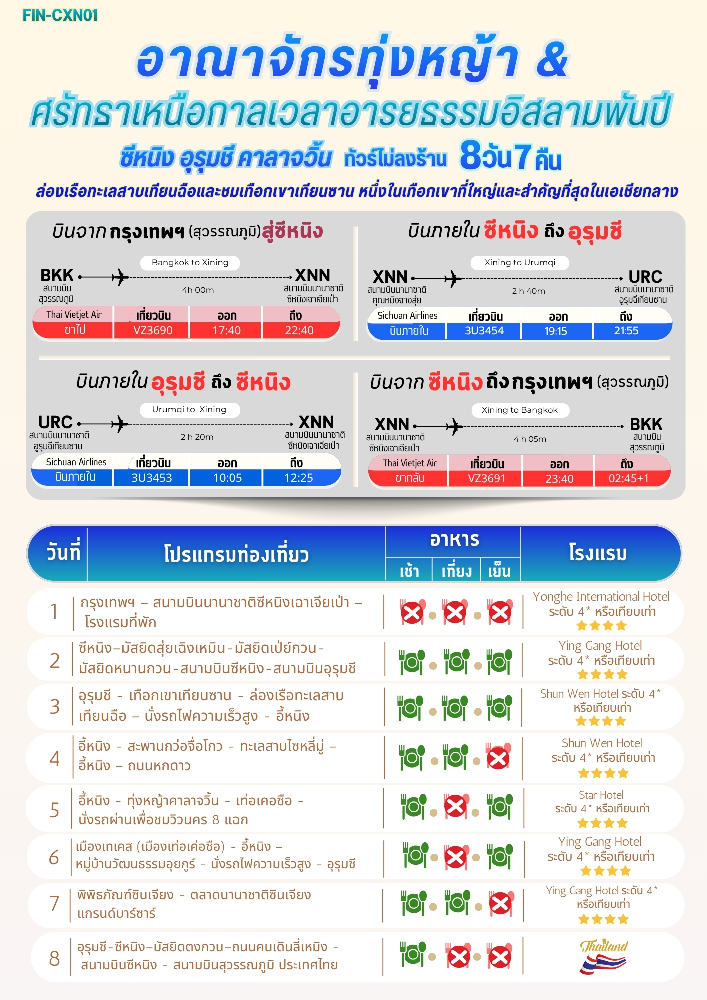 FIN-CXN01
อาณาจักรทุ่งหญ้า &
ศรัทธาเหนือกาลเวลาอารยธรรมอิสลามพันปี
ซีหนิง อุรุมชี คาลาจวิ้น ทัวร์ไม่ลงร้าน 8วัน7คืน
ล่องเรือทะเลสาบเทียนฉือและชมเทือกเขาเทียนซาน หนึ่งในเทือกเขาที่ใหญ่และสำคัญที่สุดในเอเชียกลาง
บินจาก กรุงเทพฯ (สุวรรณภูมิ)สู่ซีหนิง
Bangkok to Xining
BKK
XNN
สนามบิน
สุวรรณภูมิ
4h 00m
สนามบินนานาชาติ
ซีหนิงเฉาเจียเป่า
Thai Vietjet Air เที่ยวบิน ออก ถึง
ขาไป VZ3690 17:40 22:40
บินภายใน ซีหนิง ถึง อุรุมชี
Xining to Urumqi
XNN
URC
สนามบินนานาชาติ
คุณหมิงฉางสุ่ย
2 h 40m
สนามบินนานาชาติ
อูรุมฉีเทียนซาน
Sichuan Airlines เที่ยวบิน ออก ถึง
บินภายใน 3U3454 19:15 21:55
บินภายใน อุรุมชี ถึง ซีหนิง
Urumqi to Xining
URC
XNN
สนามบินนานาชาติ
อูรุมฉีเทียนซาน
2 h 20m
สนามบินนานาชาติ
ซีหนิงเฉาเจียเป่า
Sichuan Airlines เที่ยวบิน ออก ถึง
บินภายใน 3U3453 10:05 12:25
บินจาก ซีหนิง ถึง กรุงเทพฯ (สุวรรณภูมิ)
Xining to Bangkok
XNN
BKK
สนามบินนานาชาติ
ซีหนิงเฉาเจียเป่า
4 h 05m
สนามบิน
สุวรรณภูมิ
Thai Vietjet Air เที่ยวบิน ออก ถึง
ขากลับ VZ3691 23:40 02:45+1
วันที่ โปรแกรมท่องเที่ยว อาหาร โรงแรม
เช้า เที่ยง เย็น
1
กรุงเทพฯ – สนามบินนานาชาติซีหนิงเฉาเจียเป่า –
โรงแรมที่พัก
Yonghe International Hotel
ระดับ 4* หรือเทียบเท่า
2
ซีหนิง–มัสยิดสุ่ยเฉิงเหมิน-มัสยิดเป่ย์กวน-
มัสยิดหนานกวน-สนามบินซีหนิง-สนามบินอุรุมชี
Ying Gang Hotel
ระดับ 4* หรือเทียบเท่า
3
อุรุมชี - เทือกเขาเทียนซาน - ล่องเรือทะเลสาบ
เทียนฉือ – นั่งรถไฟความเร็วสูง - อี้หนิง
Shun Wen Hotel ระดับ 4*
หรือเทียบเท่า
4
อี้หนิง - สะพานกว่อจื่อโกว - ทะเลสาบไซหลี่มู่ –
อี้หนิง – ถนนหกดาว
Shun Wen Hotel
ระดับ 4* หรือเทียบเท่า
5
อี้หนิง - ทุ่งหญ้าคาลาจวิ้น - เท่อเคอซือ -
นั่งรถผ่านเพื่อชมวิวนคร 8 แฉก
Star Hotel
ระดับ 4* หรือเทียบเท่า
6
เมืองเทเคส (เมืองเท่อเค่อซือ) - อี้หนิง –
หมู่บ้านวัฒนธรรมอุยกูร์ - นั่งรถไฟความเร็วสูง - อุรุมชี
Ying Gang Hotel
ระดับ 4* หรือเทียบเท่า
7
พิพิธภัณฑ์ซินเจียง - ตลาดนานาชาติซินเจียง
แกรนด์บาร์ซาร์
Ying Gang Hotel ระดับ 4*
หรือเทียบเท่า
8
อุรุมชี-ซีหนิง–มัสยิดตงกวน–ถนนคนเดินลี่เหมิง -
สนามบินซีหนิง - สนามบินสุวรรณภูมิ ประเทศไทย
Thailand